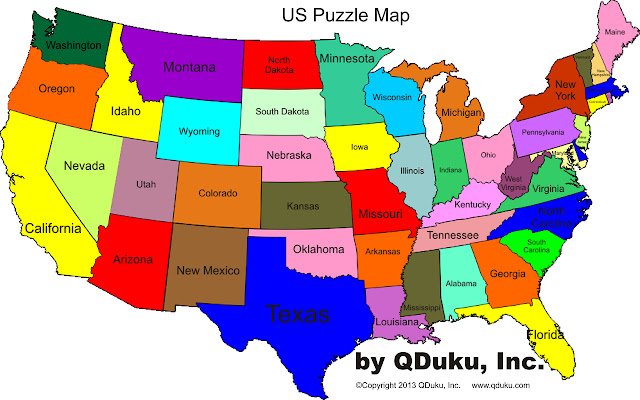 US Puzzle Map
Washington
Oregon
California
Nevada
Idaho
Montana
Wyoming
Utah
Colorado
Arizona
New Mexico
North
Dakota
South Dakota
Nebraska
Kansas
Oklahoma
Texas
Minnesota
Iowa
Missouri
Arkansas
Louisiana
Wisconsin
Illinois
Michigan
Indiana
Ohio
Kentucky
Tennessee
Mississippi
Alabama
Georgia
Florida
South
Carolina
North
Carolina
Virginia
West
Virginia
Pennsylvania
New
York
Maine
by QDuku, Inc.
©Copyright 2013 QDuku, Inc. www.qduku.com